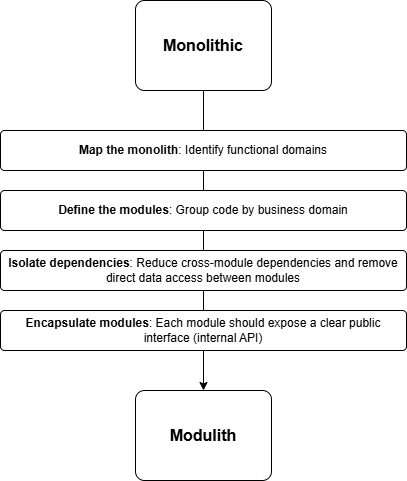 Monolithic
Map the monolith: Identify functional domains
Define the modules: Group code by business domain
Isolate dependencies: Reduce cross-module dependencies and remove
direct data access between modules
Encapsulate modules: Each module should expose a clear public
interface (internal API)
Modulith